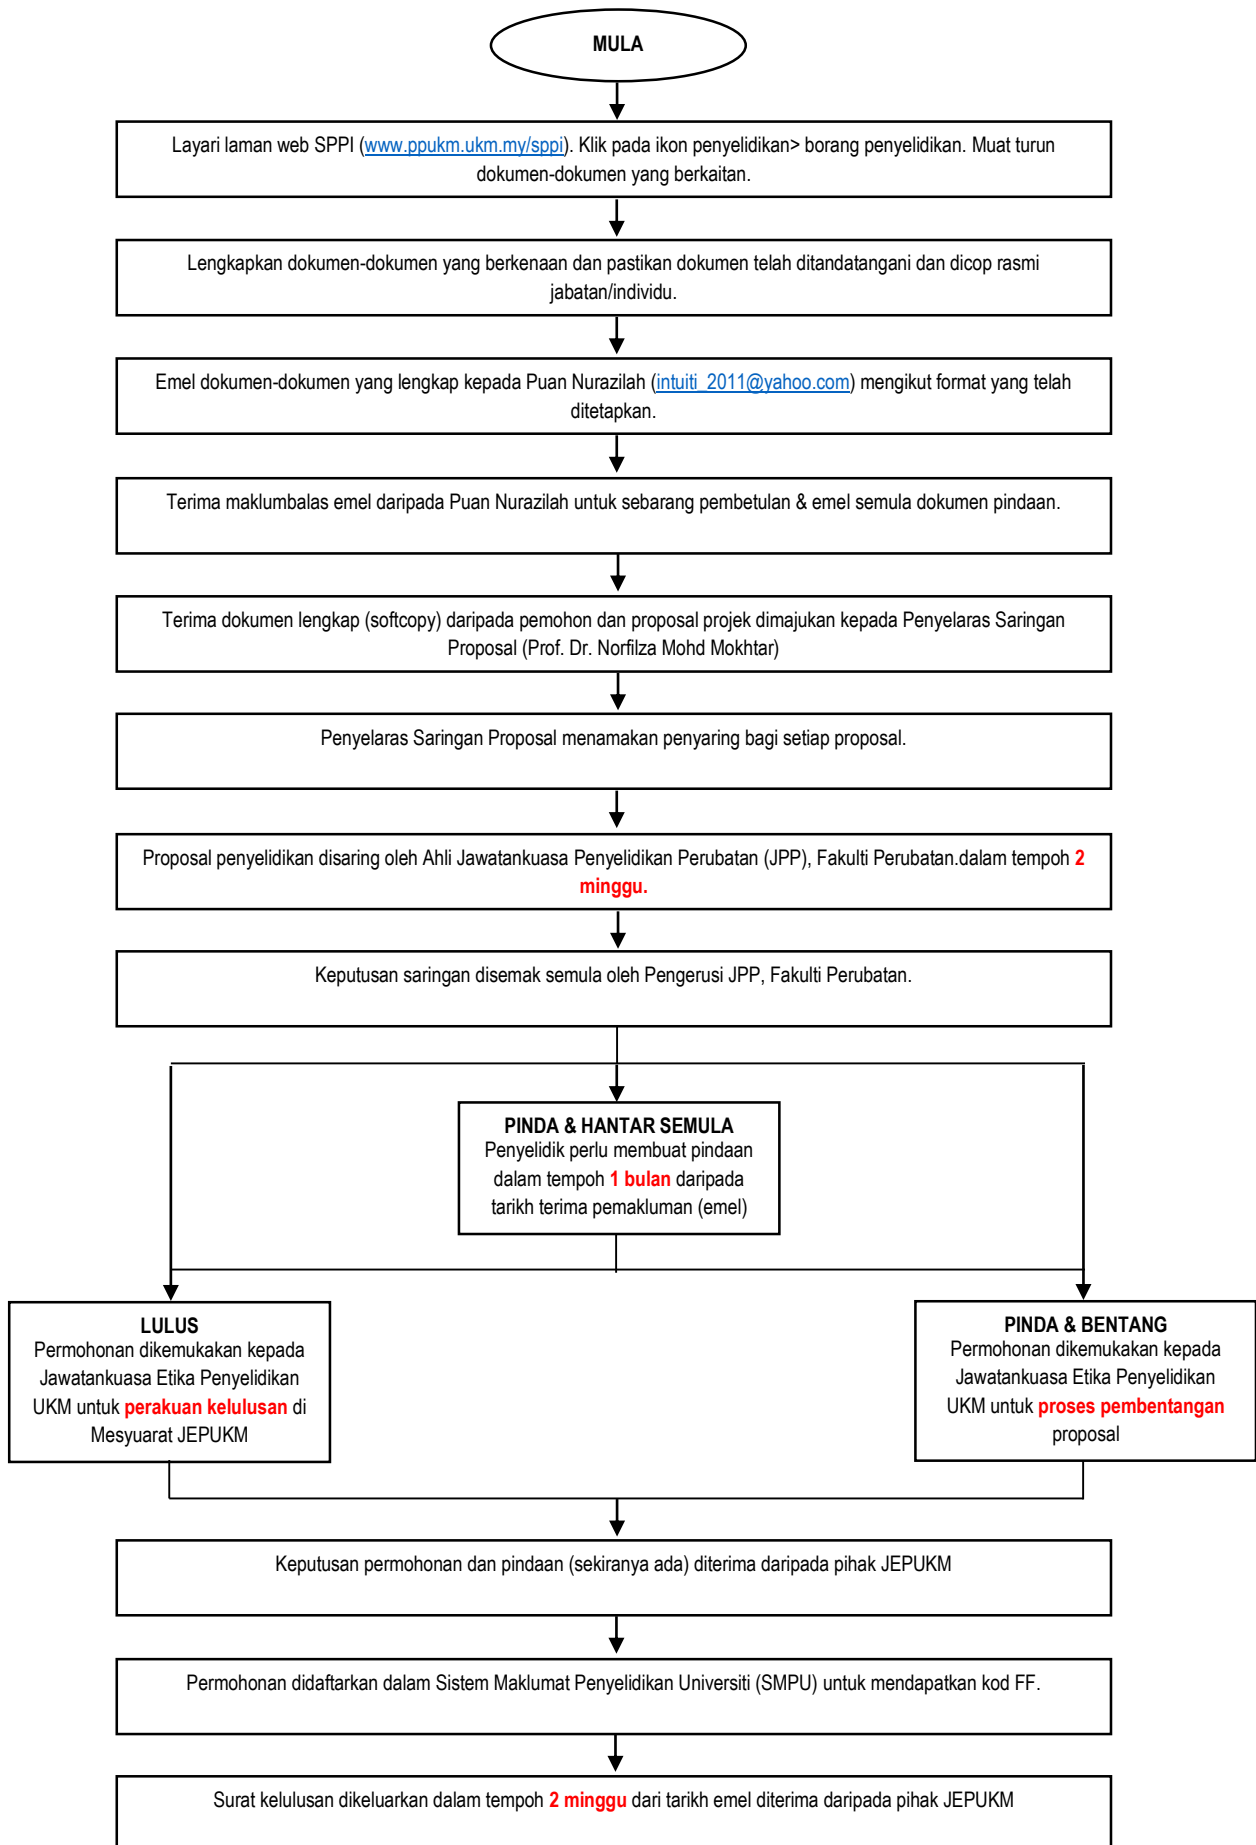 MULA
Layari laman web SPPI (www.ppukm.ukm.my/sppi). Klik pada ikon penyelidikan> borang penyelidikan. Muat turun
dokumen-dokumen yang berkaitan.
Lengkapkan dokumen-dokumen yang berkenaan dan pastikan dokumen telah ditandatangani dan dicop rasmi
jabatan/individu.
Emel dokumen-dokumen yang lengkap kepada Puan Nurazilah (intuiti_2011@yahoo.com) mengikut format yang telah
ditetapkan.
Terima maklumbalas emel daripada Puan Nurazilah untuk sebarang pembetulan & emel semula dokumen pindaan.
Terima dokumen lengkap (softcopy) daripada pemohon dan proposal projek dimajukan kepada Penyelaras Saringan
Proposal (Prof. Dr. Norfilza Mohd Mokhtar)
Penyelaras Saringan Proposal menamakan penyaring bagi setiap proposal.
Proposal penyelidikan disaring oleh Ahli Jawatankuasa Penyelidikan Perubatan (JPP), Fakulti Perubatan.dalam tempoh 2
minggu.
Keputusan saringan disemak semula oleh Pengerusi JPP, Fakulti Perubatan.
PINDA & HANTAR SEMULA
Penyelidik perlu membuat pindaan
dalam tempoh 1 bulan daripada
tarikh terima pemakluman (emel)
LULUS
Permohonan dikemukakan kepada
Jawatankuasa Etika Penyelidikan
UKM untuk perakuan kelulusan di
Mesyuarat JEPUKM
PINDA & BENTANG
Permohonan dikemukakan kepada
Jawatankuasa Etika Penyelidikan
UKM untuk proses pembentangan
proposal
Keputusan permohonan dan pindaan (sekiranya ada) diterima daripada pihak JEPUKM
Permohonan didaftarkan dalam Sistem Maklumat Penyelidikan Universiti (SMPU) untuk mendapatkan kod FF.
Surat kelulusan dikeluarkan dalam tempoh 2 minggu dari tarikh emel diterima daripada pihak JEPUKM